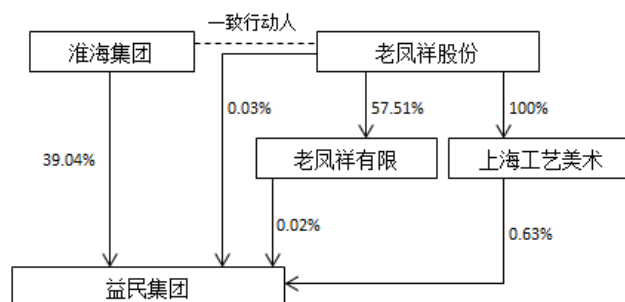 一致行动人
淮海集团
老凤祥股份
0.03%
57.51%
100%
39.04%
老凤祥有限
上海工艺美术
0.02%
0.63%
益民集团